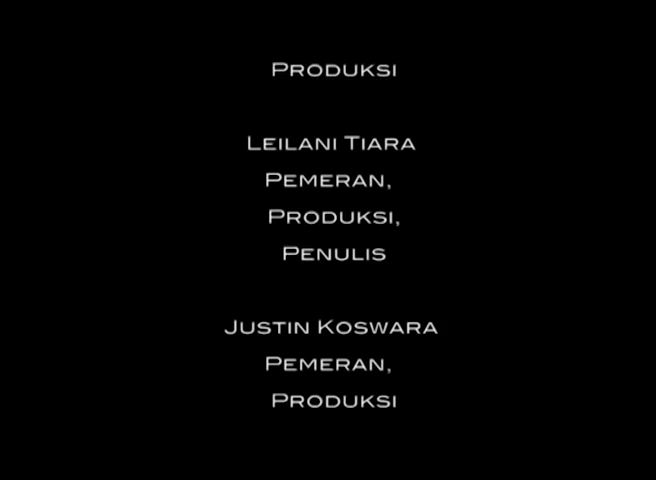 Produksi
Leilani Tiara
Pemeran,
Produksi,
Penulis
Justin Koswara
Pemeran,
Produksi